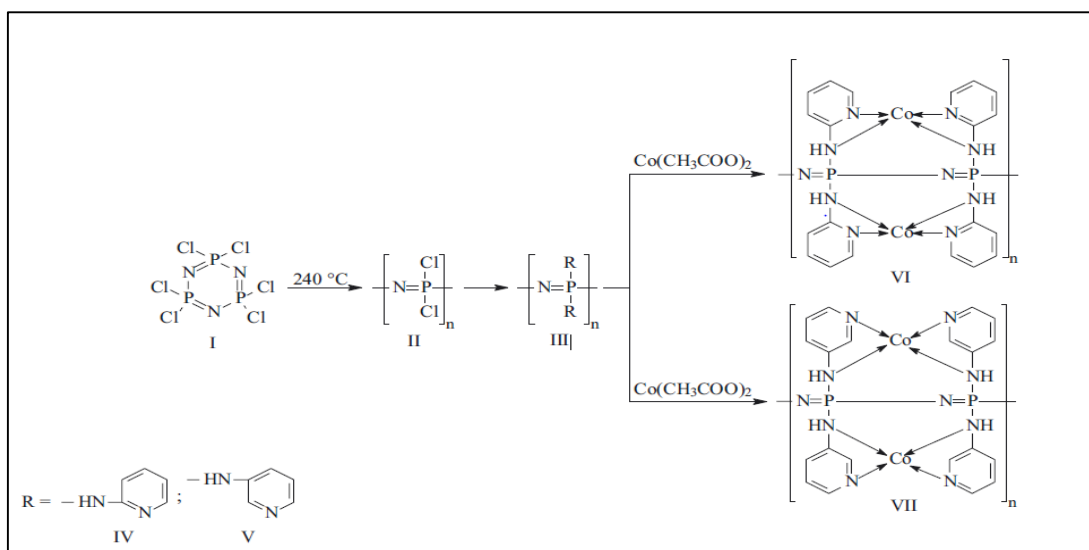 Cl
Cl
Cl
P
N
N
Cl
P
P
Cl
N
Cl
I
240 °C
Cl
N=P
Cl
n
II
R
N=P
R
n
III|
Co(CH₃COO)₂
Co(CH₃COO)₂
N
Co
N
HN
NH
N=P
N=P
HN
NH
N
Co
N
n
VI
N
N
Co
HN
NH
N=P
N=P
HN
NH
Co
N
N
n
VII
R = – HN
N
;
– HN
N
IV
V